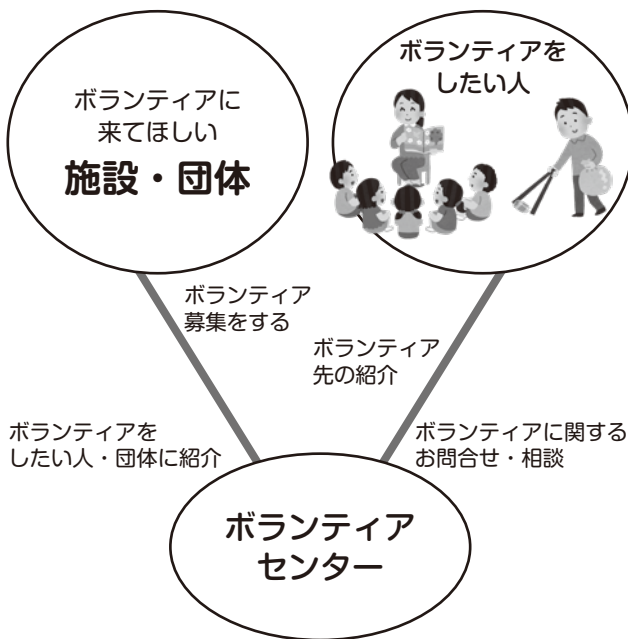 ボランティアに
来てほしい
施設・団体
ボランティアを
したい人
ボランティア
募集をする
ボランティア
先の紹介
ボランティアを
したい人・団体に紹介
ボランティアに関する
お問合せ・相談
ボランティア
センター